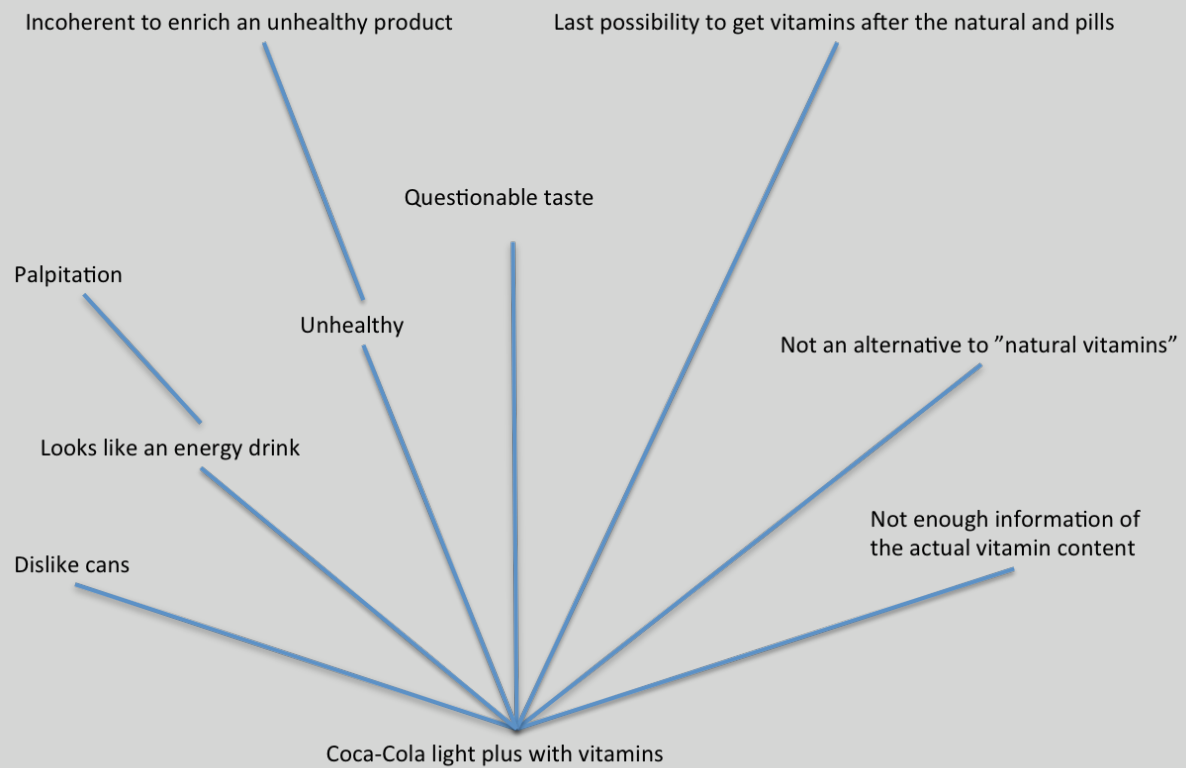 Incoherent to enrich an unhealthy product
Last possibility to get vitamins after the natural and pills
Questionable taste
Palpitation
Unhealthy
Not an alternative to ”natural vitamins”
Looks like an energy drink
Not enough information of
the actual vitamin content
Dislike cans
Coca-Cola light plus with vitamins